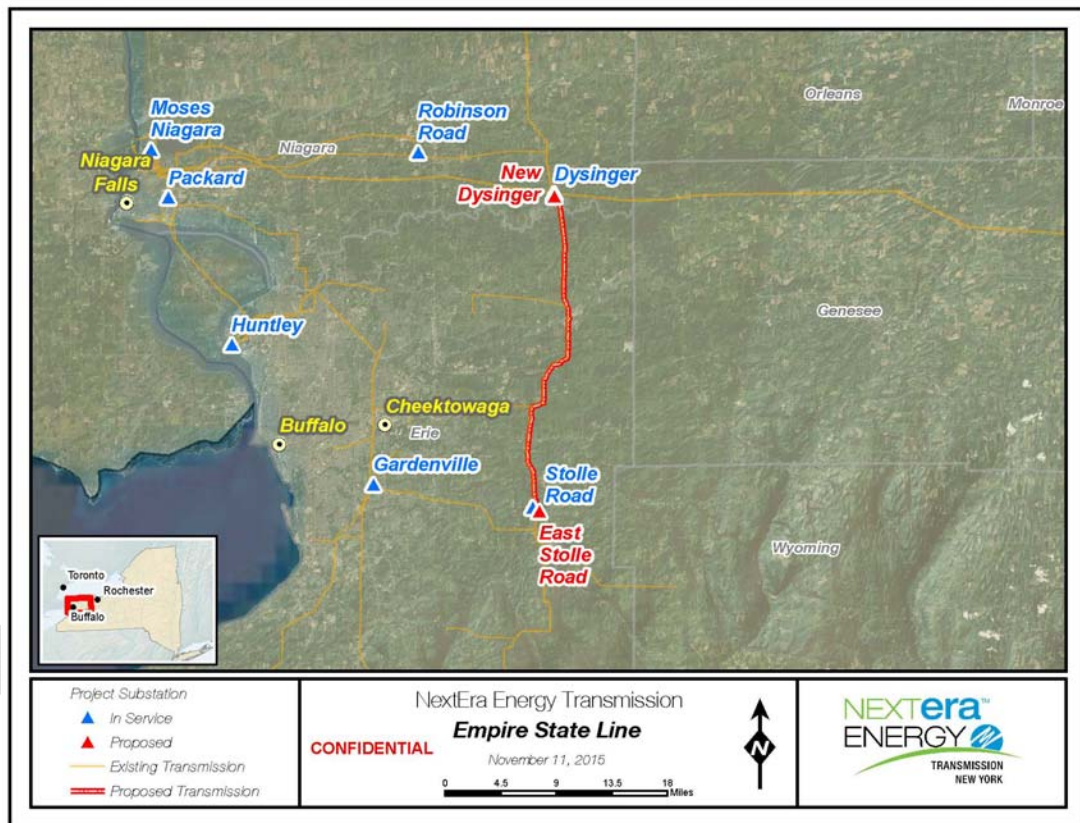 Orleans
Monroe
Moses
Niagara
Robinson
Road
Niagara
Niagara
Falls
Packard
New
Dysinger
Dysinger
Genesee
Huntley
Cheektowaga
Buffalo
Erie
Gardenville
Stolle
Road
East
Stolle
Road
Wyoming
Toronto
Rochester
Buffalo
Project Substation
In Service
Proposed
Existing Transmission
Proposed Transmission
CONFIDENTIAL
NextEra Energy Transmission
Empire State Line
November 11, 2015
0 4.5 9 13.5 18
Miles
N
NEXTera™
ENERGY
TRANSMISSION
NEW YORK